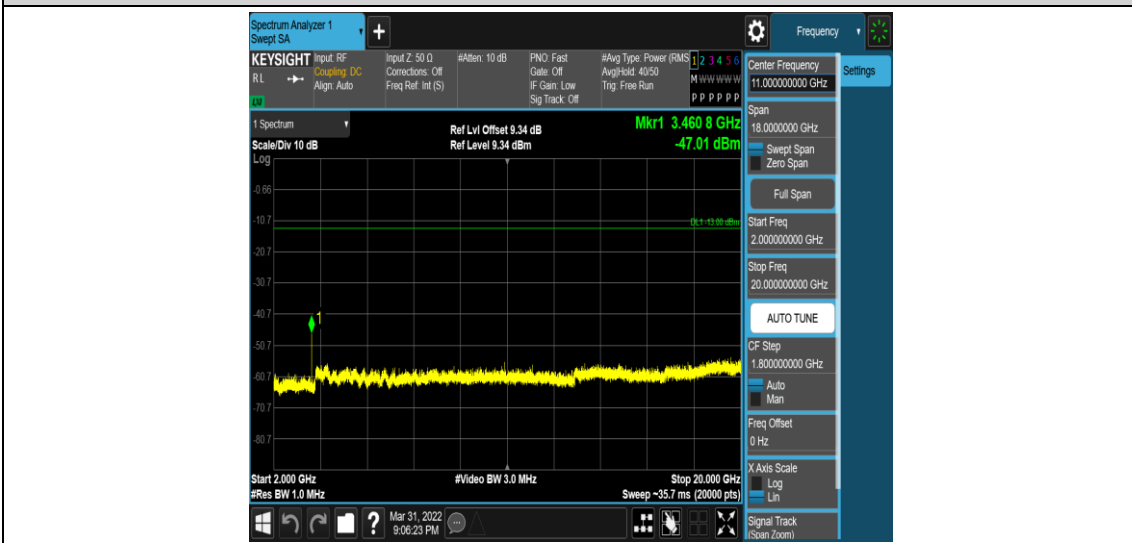 Spectrum Analyzer 1
Swept SA
+
Frequency
KEYSIGHT
RL
LXI
Input: RF
Coupling: DC
Align: Auto
Input Z: 50 Ω
Corrections: Off
Freq Ref: Int (S)
#Atten: 10 dB
PNO: Fast
Gate: Off
IF Gain: Low
Sig Track: Off
#Avg Type: Power (RMS
Avg|Hold: 40/50
Trig: Free Run
1 2 3 4 5 6
M W W W W W
P P P P P P
1 Spectrum
Scale/Div 10 dB
Log
Ref Lvl Offset 9.34 dB
Ref Level 9.34 dBm
Mkr1 3.460 8 GHz
-47.01 dBm
-0.66
-10.7
DL1 -13.00 dBm
-20.7
-30.7
-40.7
1
-50.7
-60.7
-70.7
-80.7
Start 2.000 GHz
#Res BW 1.0 MHz
#Video BW 3.0 MHz
Stop 20.000 GHz
Sweep ~35.7 ms (20000 pts)
?
Mar 31, 2022
9:06:23 PM
Center Frequency
11.000000000 GHz
Settings
Span
18.0000000 GHz
Swept Span
Zero Span
Full Span
Start Freq
2.000000000 GHz
Stop Freq
20.000000000 GHz
AUTO TUNE
CF Step
1.800000000 GHz
Auto
Man
Freq Offset
0 Hz
X Axis Scale
Log
Lin
Signal Track
(Span Zoom)